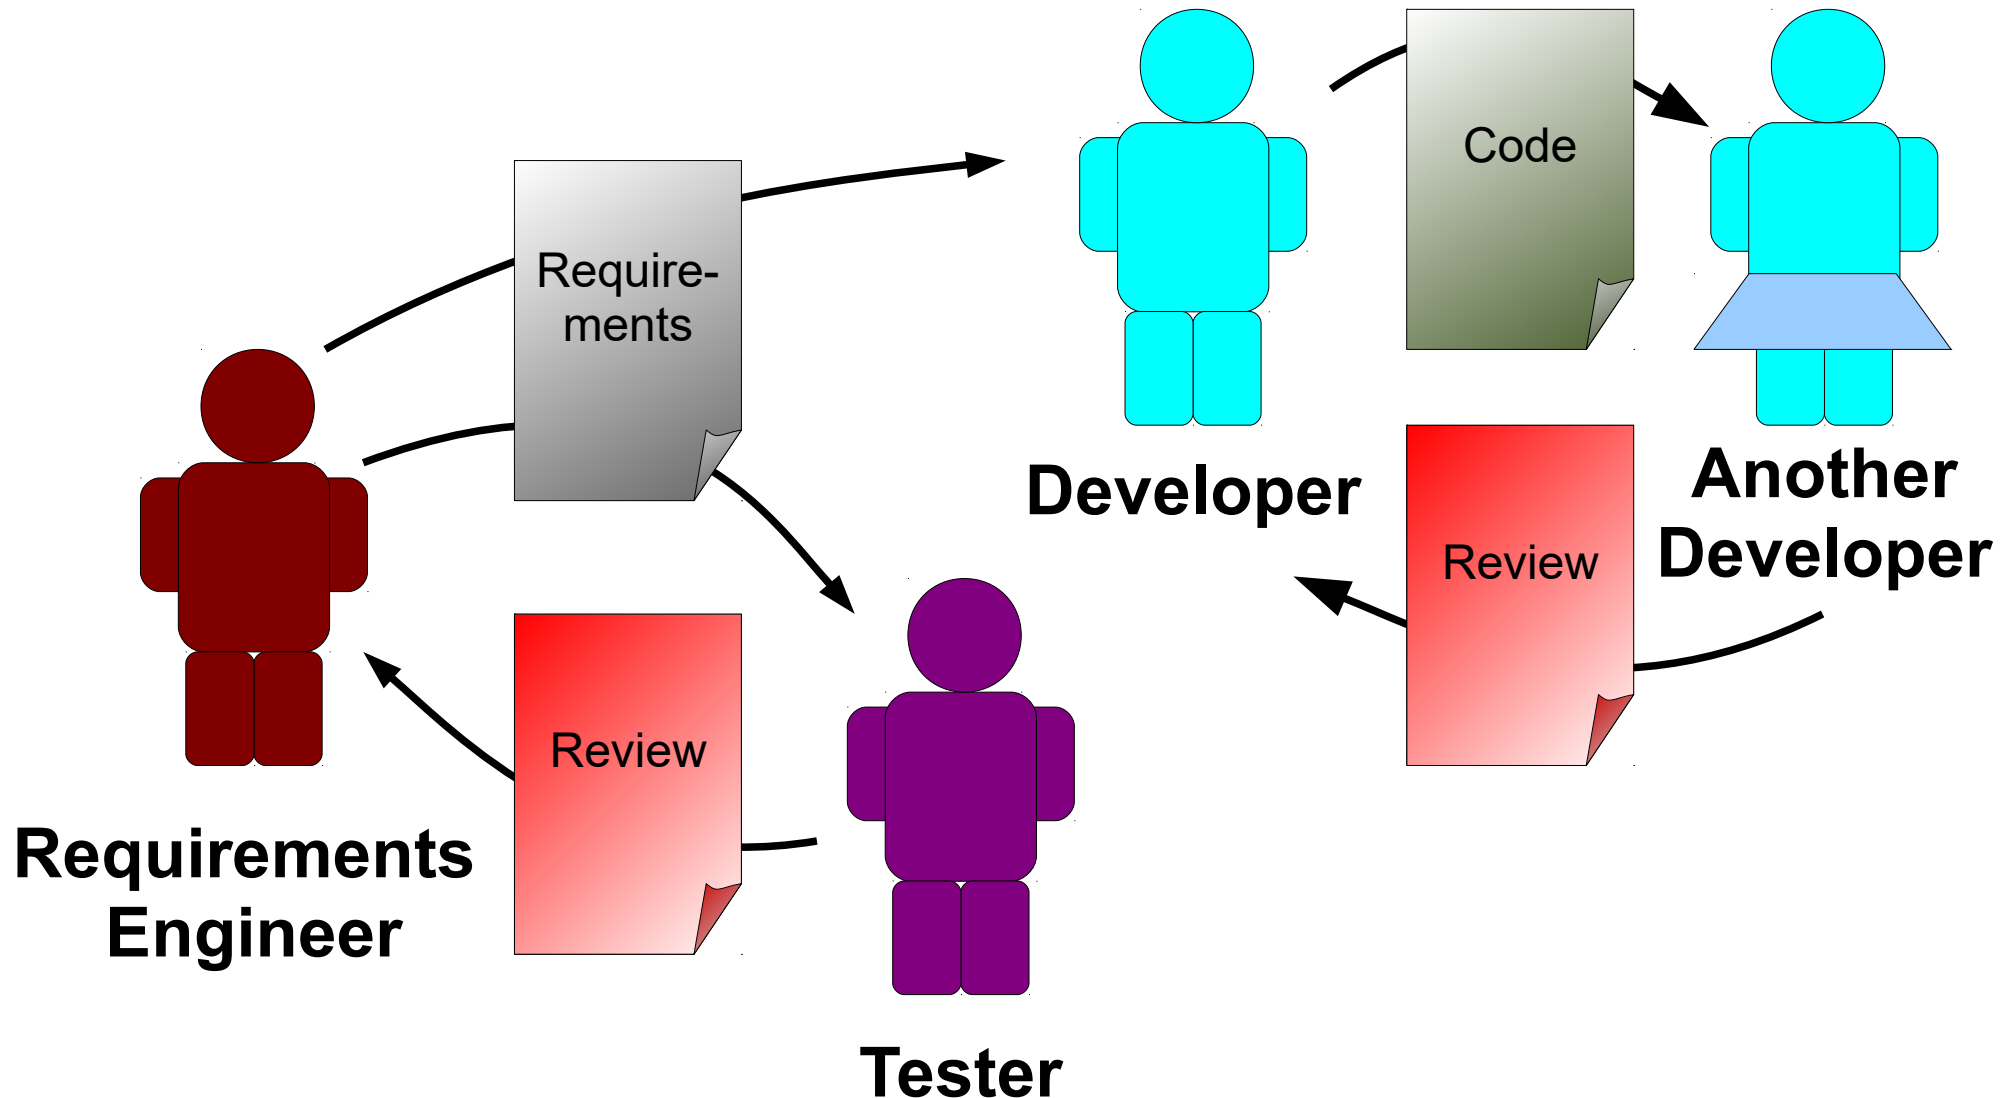 Code
Require-
ments
Developer
Another
Developer
Review
Review
Requirements
Engineer
Tester